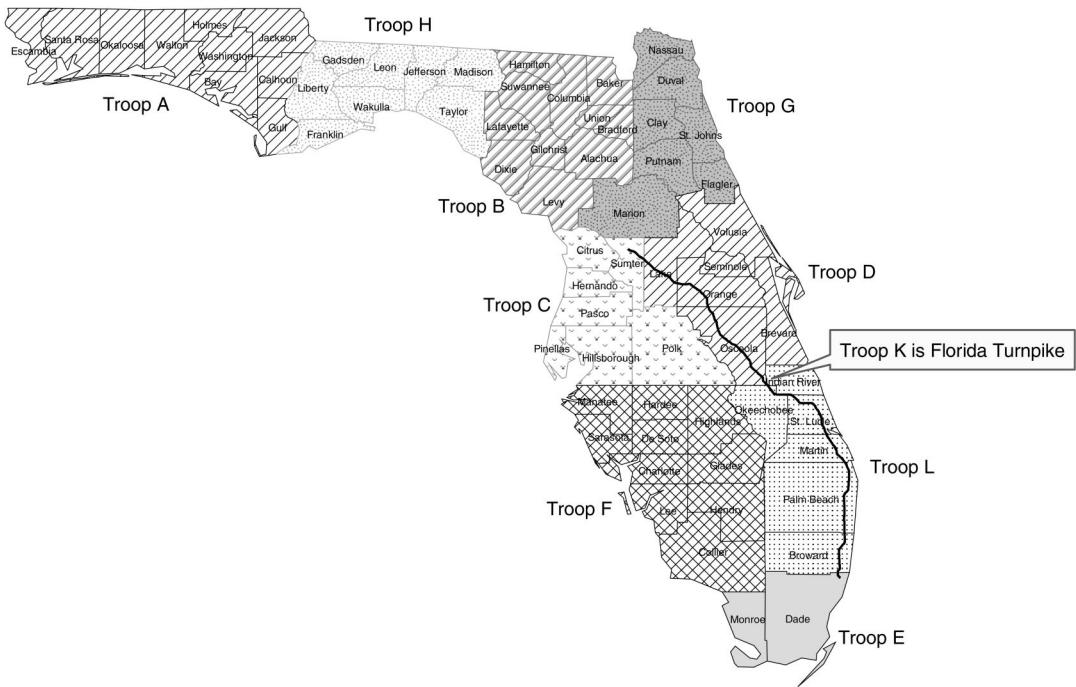 Troop H
Holmes
Jackson
Escambia
Santa Rosa
Okaloosa
Walton
Washington
Bay
Calhoun
Gulf
Troop A
Gadsden
Leon
Jefferson
Madison
Liberty
Wakulla
Taylor
Franklin
Hamilton
Suwannee
Columbia
Baker
Union
Bradford
Lafayette
Gilchrist
Alachua
Dixie
Levy
Troop B
Nassau
Duval
Clay
St. Johns
Putnam
Flagler
Marion
Troop G
Citrus
Sumter
Hernando
Pasco
Pinellas
Hillsborough
Polk
Troop C
Volusia
Lake
Seminole
Orange
Osceola
Brevard
Troop D
Troop K is Florida Turnpike
Indian River
Okeechobee
St. Lucie
Martin
Palm Beach
Broward
Troop L
Manatee
Hardee
Highlands
Sarasota
De Soto
Charlotte
Glades
Lee
Hendry
Collier
Troop F
Monroe
Dade
Troop E